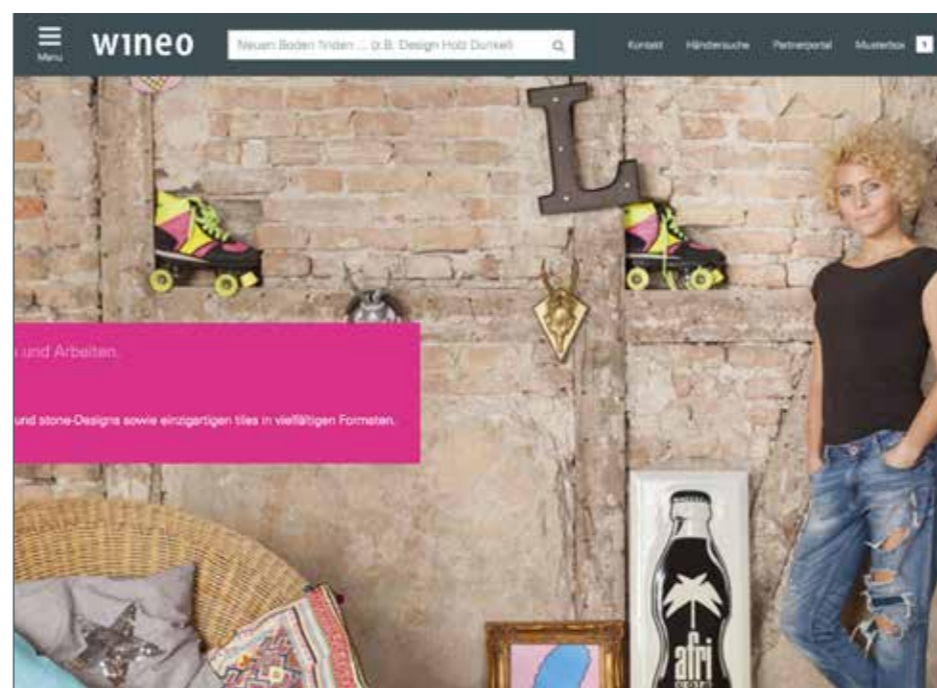 Menu
wineo
Neuen Boden finden ... (z.B. Design Holz Dunkel)
Kontakt
Händlersuche
Partnerportal
Musterbox
1
L
und Arbeiten.
und stone-Designs sowie einzigartigen tiles in vielfältigen Formaten.
afri